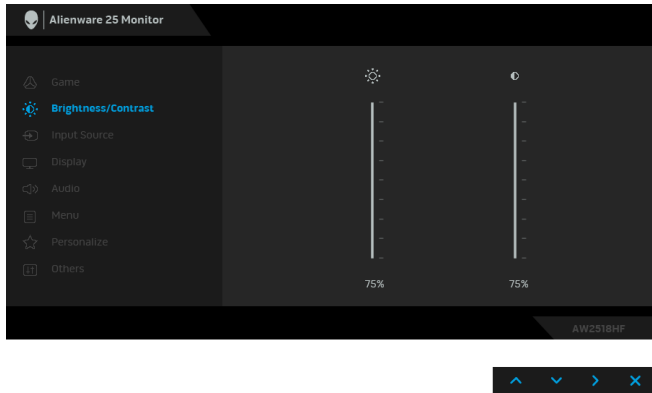 Alienware 25 Monitor
Game
Brightness/Contrast
Input Source
Display
Audio
Menu
Personalize
Others
75%
75%
AW2518HF